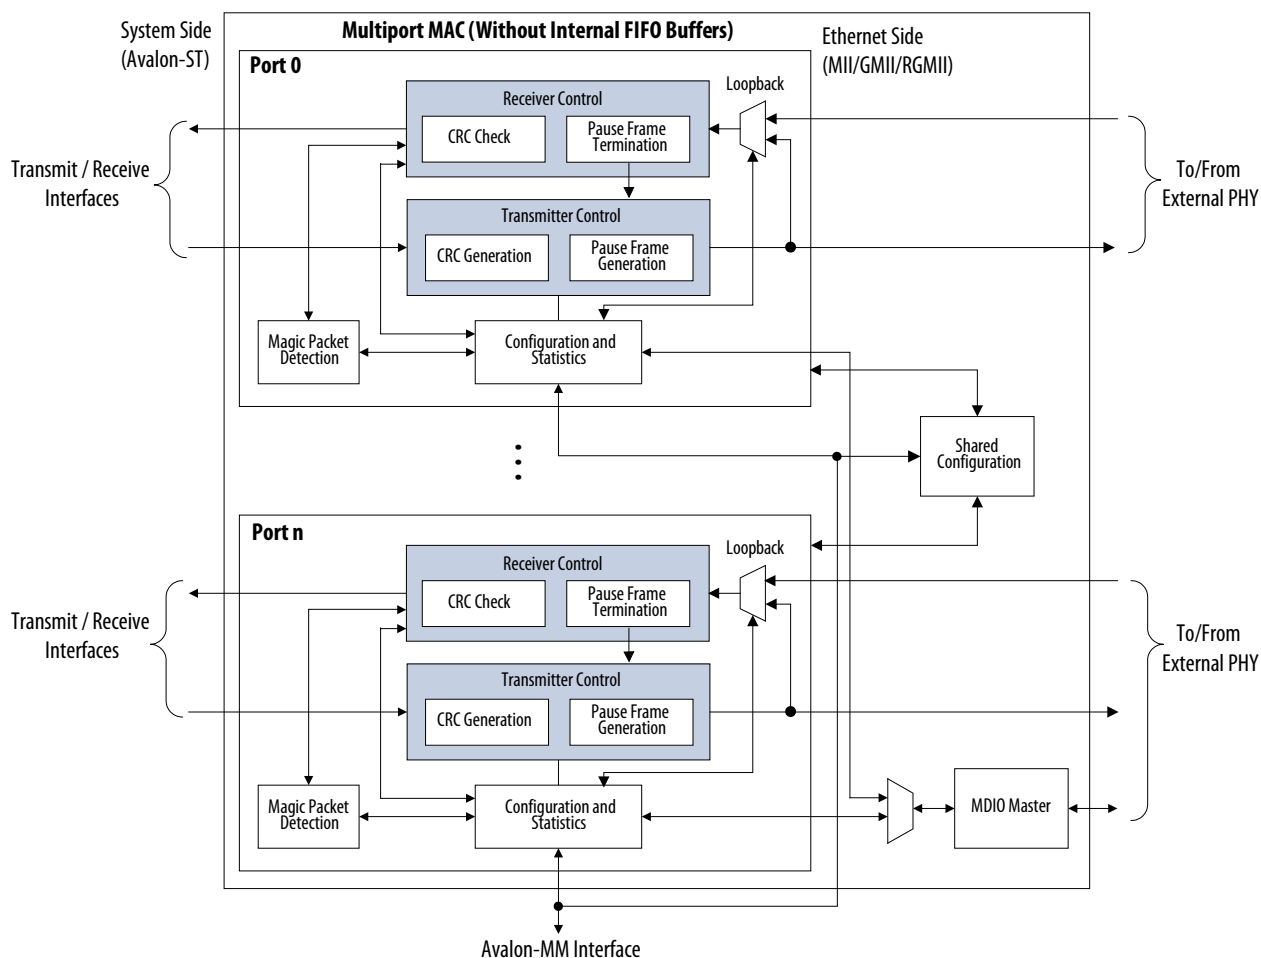 System Side
(Avalon-ST)
Multiport MAC (Without Internal FIFO Buffers)
Ethernet Side
(MII/GMII/RGMII)
Port 0
Loopback
Receiver Control
CRC Check
Pause Frame
Termination
Transmit / Receive
Interfaces
To/From
External PHY
Transmitter Control
CRC Generation
Pause Frame
Generation
Magic Packet
Detection
Configuration and
Statistics
Shared
Configuration
Port n
Loopback
Receiver Control
CRC Check
Pause Frame
Termination
Transmit / Receive
Interfaces
To/From
External PHY
Transmitter Control
CRC Generation
Pause Frame
Generation
Magic Packet
Detection
Configuration and
Statistics
MDIO Master
Avalon-MM Interface